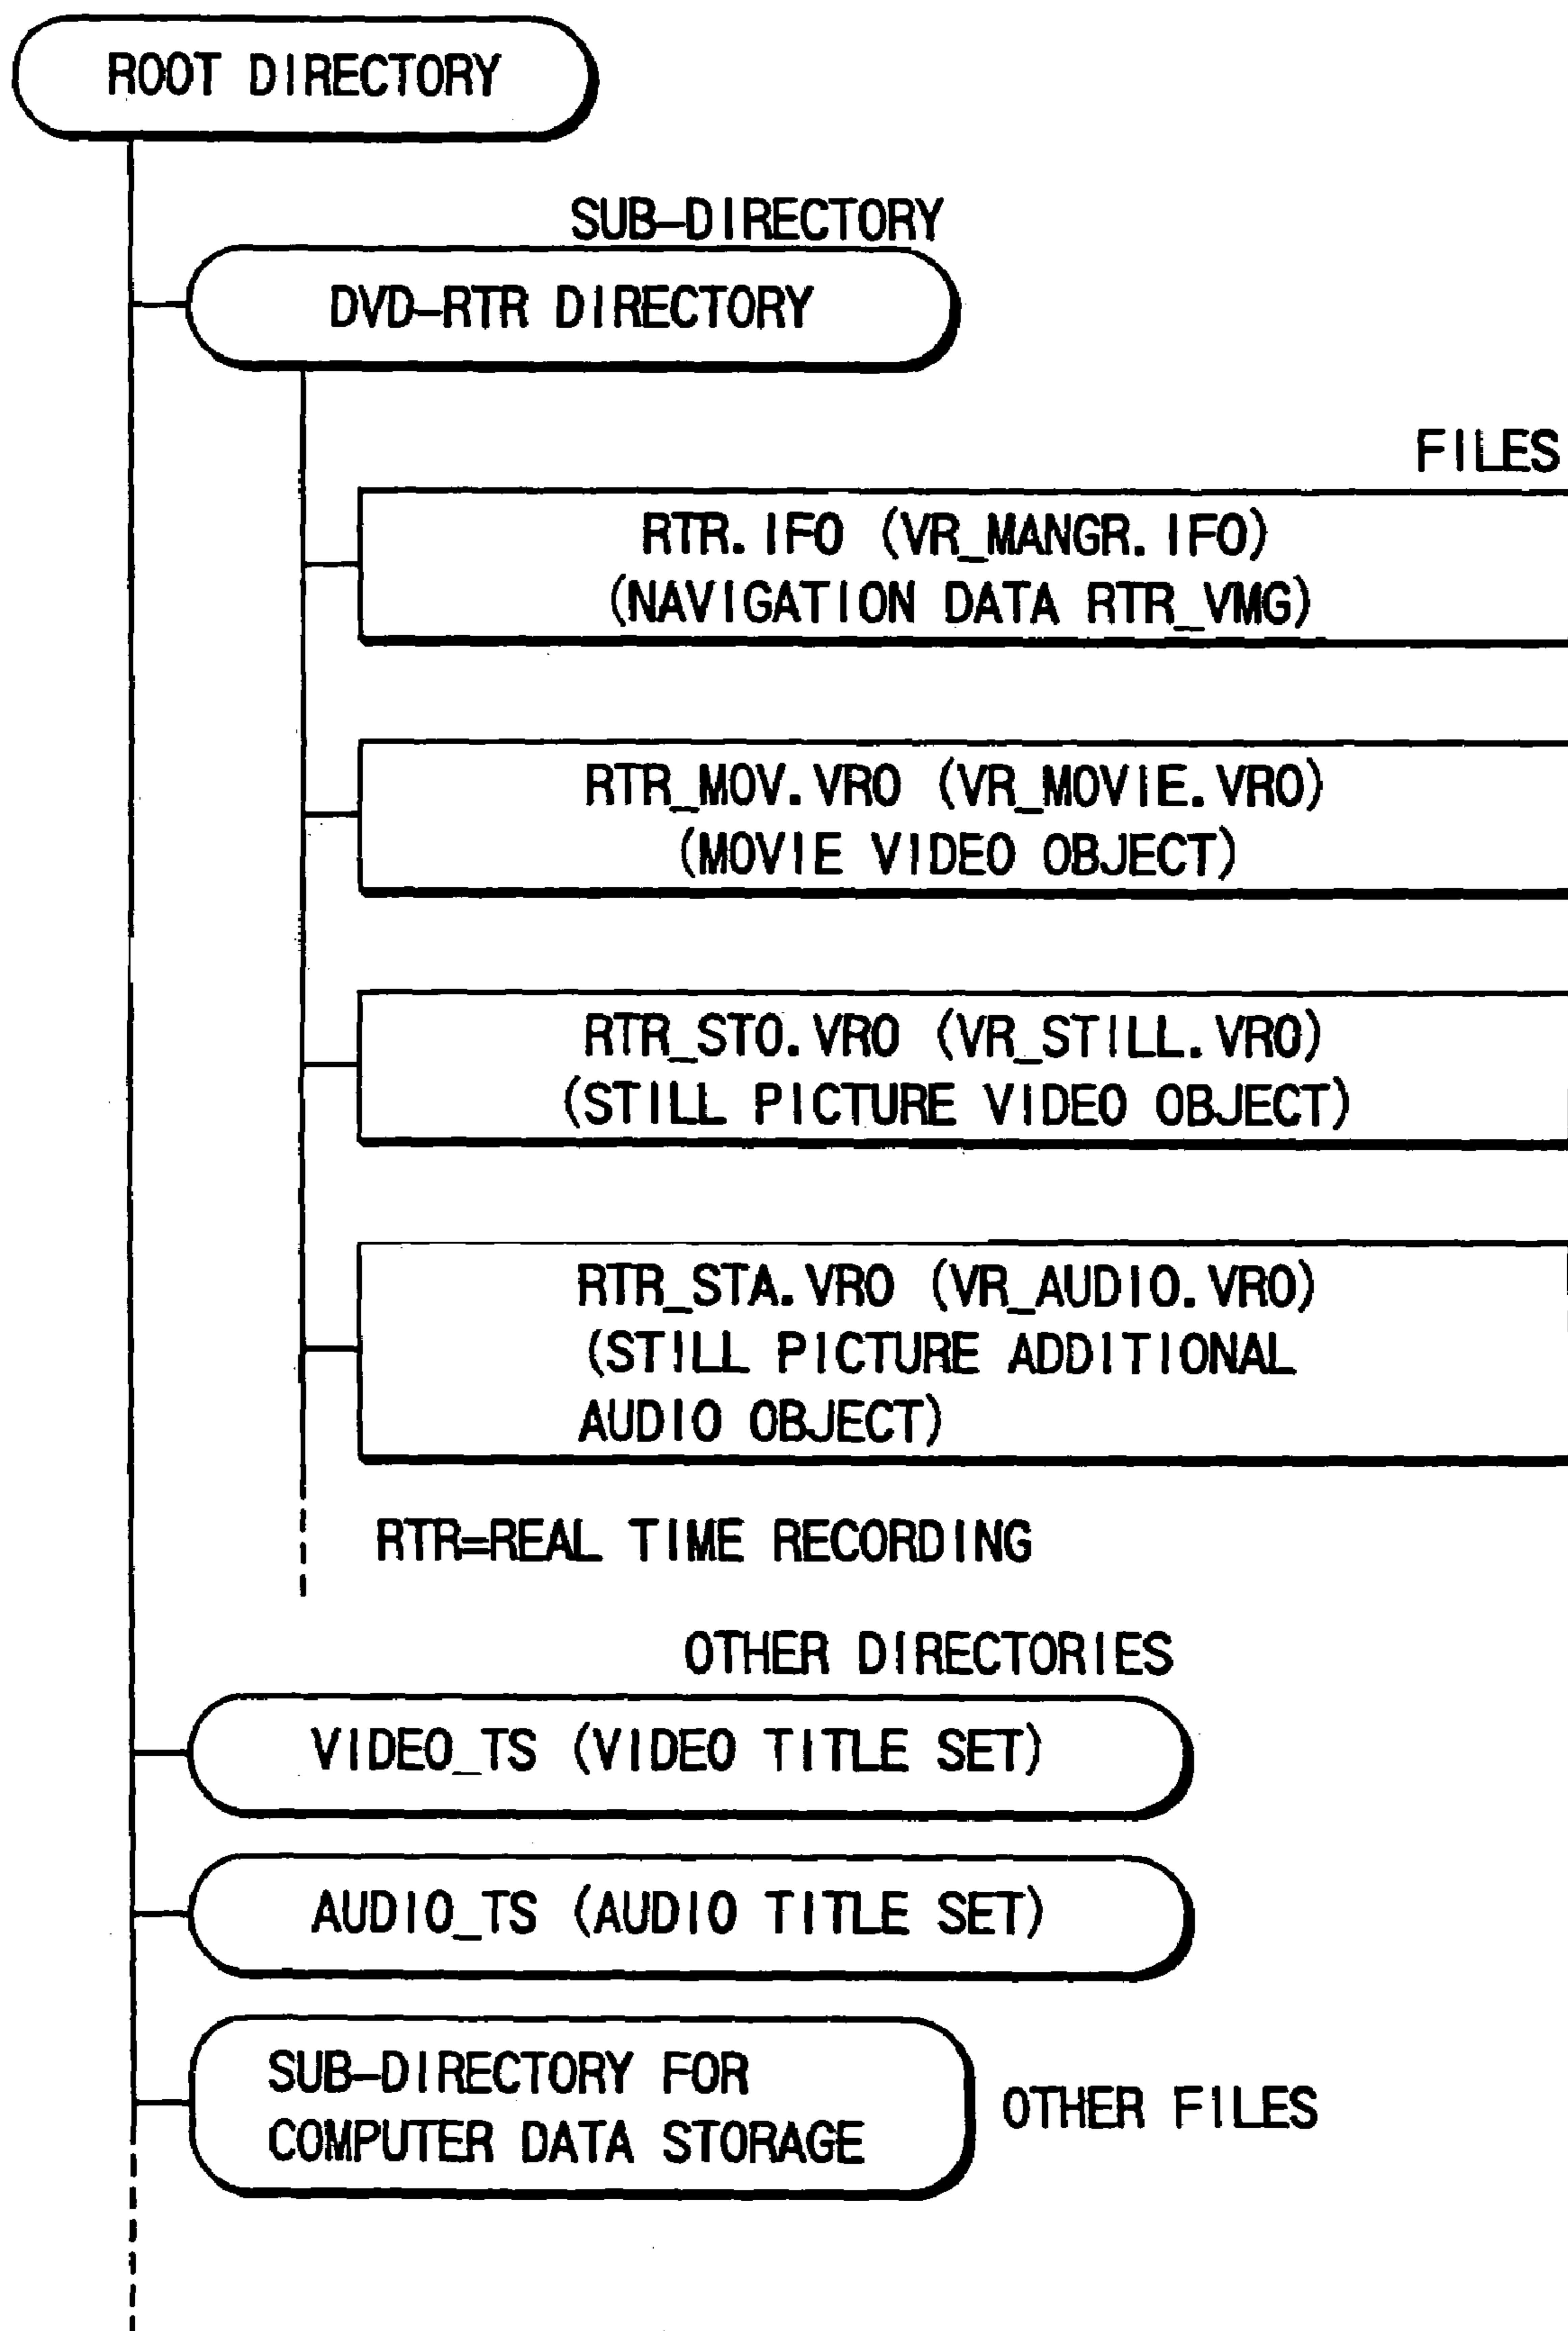 ROOT DIRECTORY
SUB-DIRECTORY
DVD-RTR DIRECTORY
FILES
RTR.IFO (VR_MANGR.IFO)
(NAVIGATION DATA RTR_VMG)
RTR_MOV.VRO (VR_MOVIE.VRO)
(MOVIE VIDEO OBJECT)
RTR_STO.VRO (VR_STILL.VRO)
(STILL PICTURE VIDEO OBJECT)
RTR_STA.VRO (VR_AUDIO.VRO)
(STILL PICTURE ADDITIONAL
AUDIO OBJECT)
RTR=REAL TIME RECORDING
OTHER DIRECTORIES
VIDEO_TS (VIDEO TITLE SET)
AUDIO_TS (AUDIO TITLE SET)
SUB-DIRECTORY FOR
COMPUTER DATA STORAGE
OTHER FILES